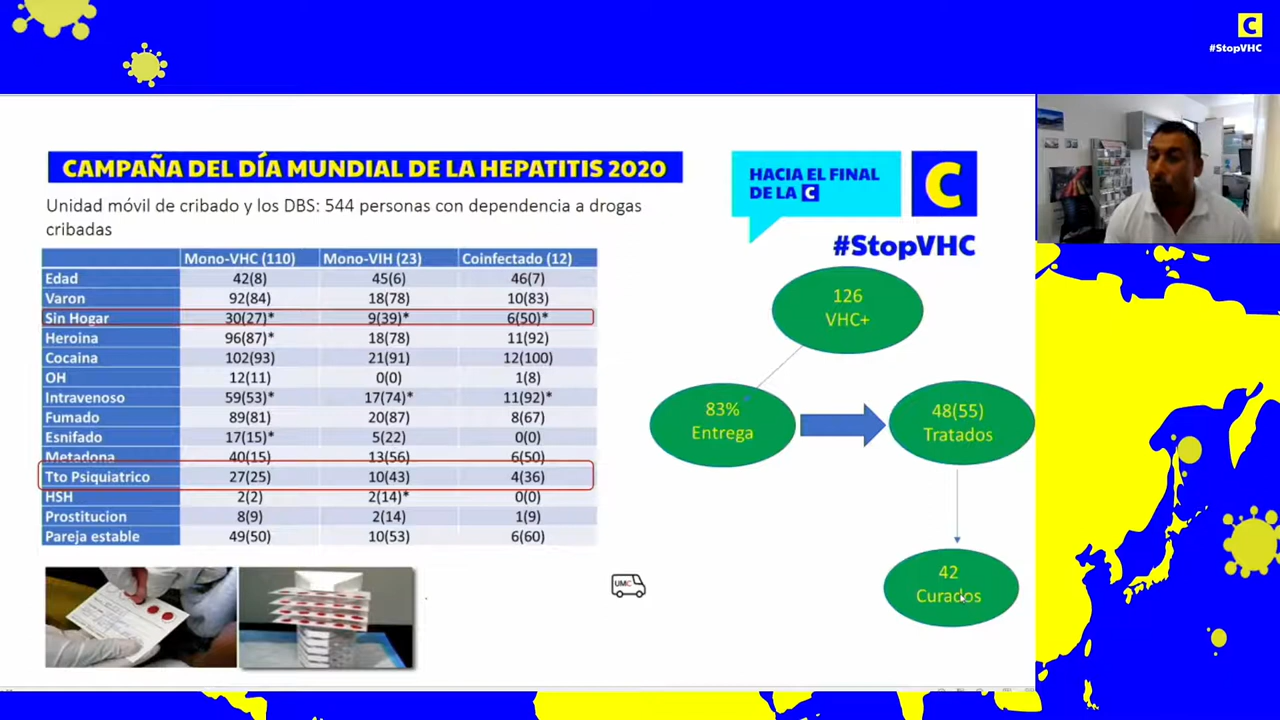 C
#StopVHC
CAMPAÑA DEL DÍA MUNDIAL DE LA HEPATITIS 2020
HACIA EL FINAL
DE LA C
C
#StopVHC
Unidad móvil de cribado y los DBS: 544 personas con dependencia a drogas
cribadas
Mono-VHC (110) Mono-VIH (23) Coinfectado (12)
Edad 42(8) 45(6) 46(7)
Varon 92(84) 18(78) 10(83)
Sin Hogar 30(27)* 9(39)* 6(50)*
Heroina 96(87)* 18(78) 11(92)
Cocaina 102(93) 21(91) 12(100)
OH 12(11) 0(0) 1(8)
Intravenoso 59(53)* 17(74)* 11(92)*
Fumado 89(81) 20(87) 8(67)
Esnifado 17(15)* 5(22) 0(0)
Metadona 40(15) 13(56) 6(50)
Tto Psiquiatrico 27(25) 10(43) 4(36)
HSH 2(2) 2(14)* 0(0)
Prostitucion 8(9) 2(14) 1(9)
Pareja estable 49(50) 10(53) 6(60)
126
VHC+
83%
Entrega
48(55)
Tratados
42
Curados
UMC